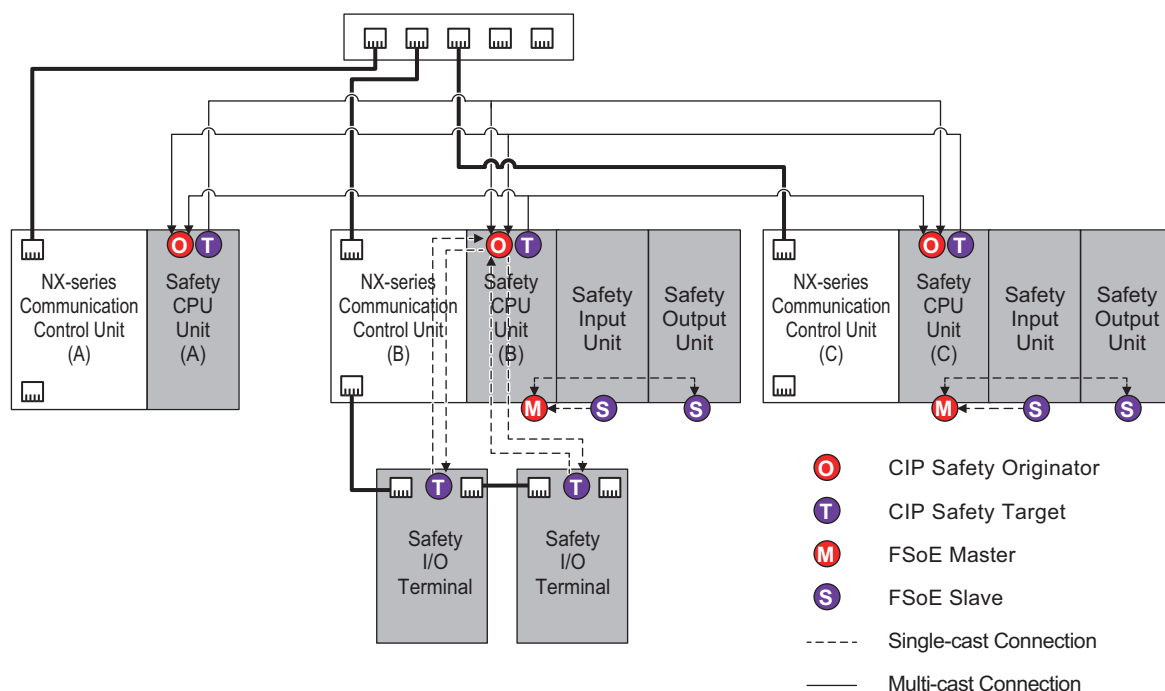 O T
NX-series
Communication
Control Unit
(A)
Safety
CPU
Unit
(A)
O T
NX-series
Communication
Control Unit
(B)
Safety
CPU
Unit
(B)
Safety
Input
Unit
Safety
Output
Unit
M S S
O T
NX-series
Communication
Control Unit
(C)
Safety
CPU
Unit
(C)
Safety
Input
Unit
Safety
Output
Unit
M S S
T
Safety
I/O
Terminal
T
Safety
I/O
Terminal
O CIP Safety Originator
T CIP Safety Target
M FSoE Master
S FSoE Slave
Single-cast Connection
Multi-cast Connection